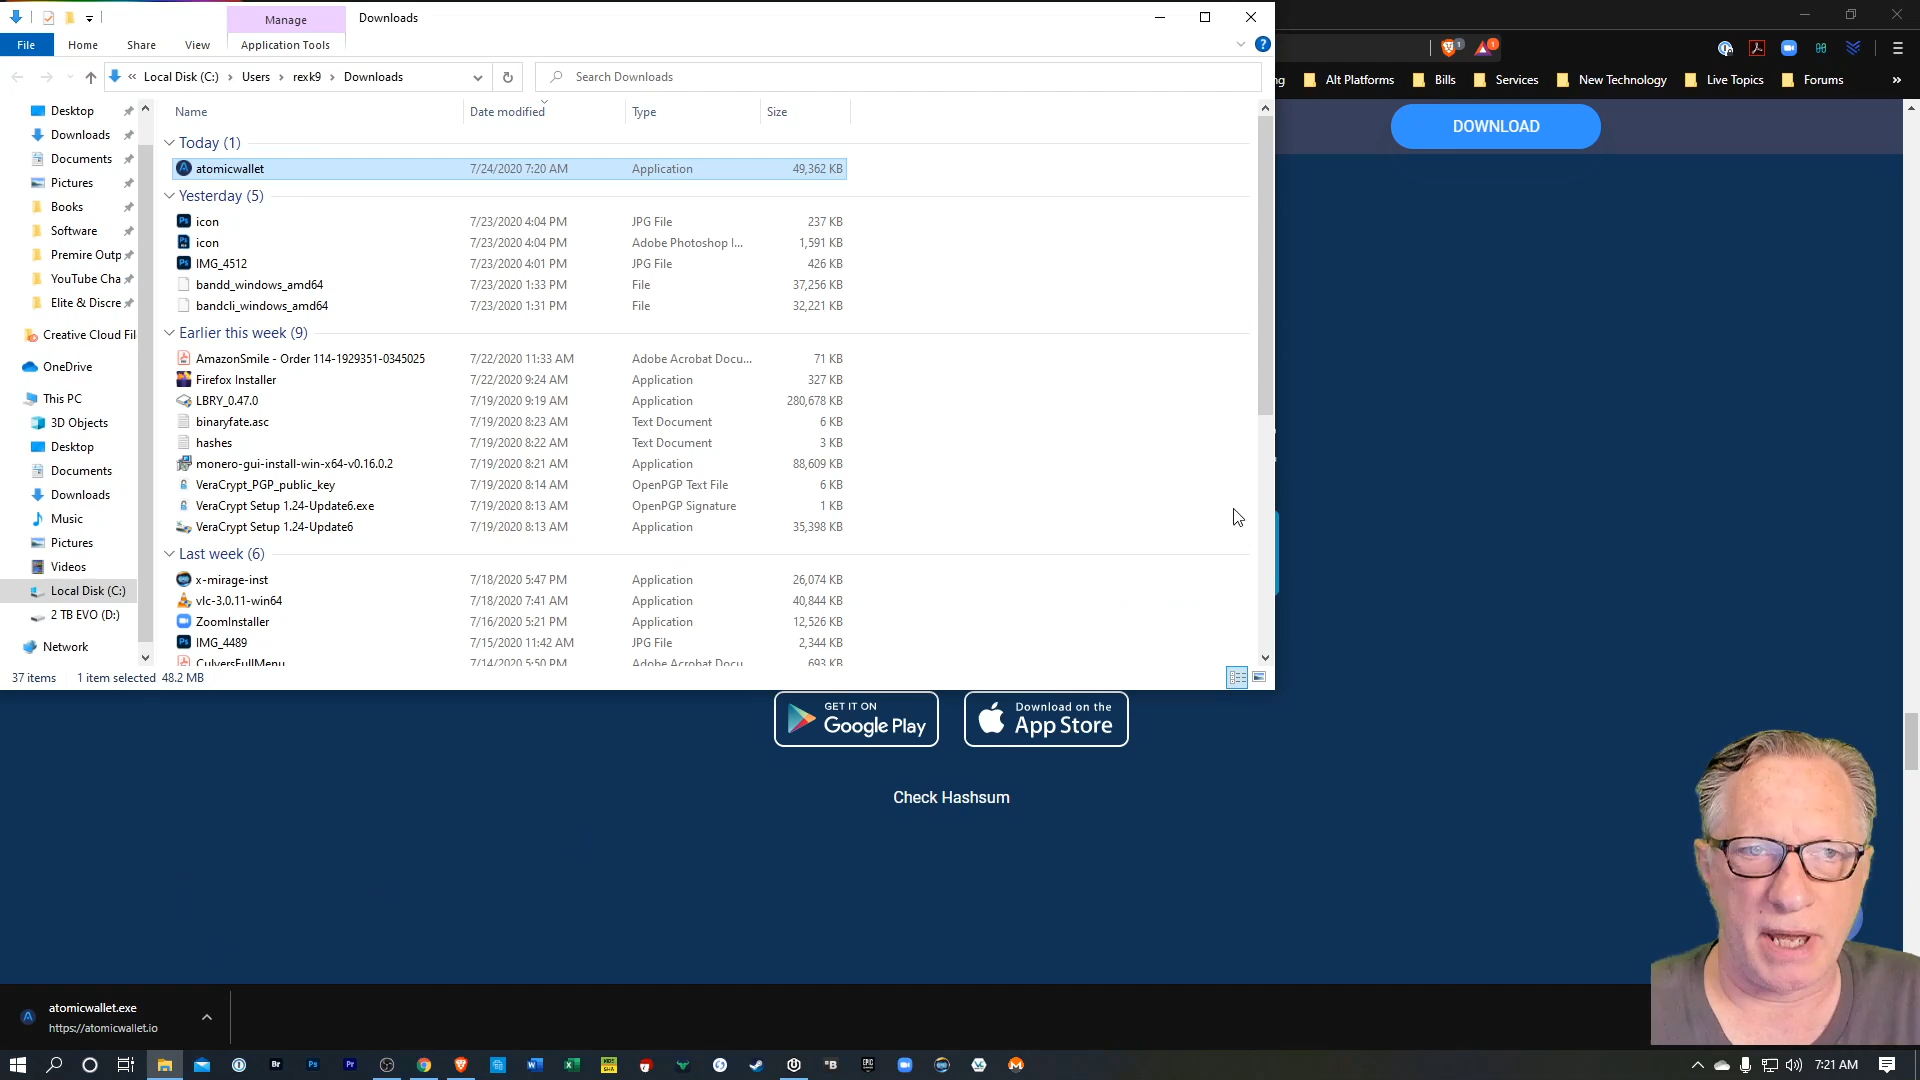 Manage
Downloads
File
Home
Share
View
Application Tools
« Local Disk (C:) > Users > rexk9 > Downloads
Search Downloads
Alt Platforms
Bills
Services
New Technology
Live Topics
Forums
»
DOWNLOAD
Name
Date modified
Type
Size
Desktop
Downloads
Documents
Pictures
Books
Software
Premire Outp
YouTube Cha
Elite & Discre
Creative Cloud Fil
OneDrive
This PC
3D Objects
Desktop
Documents
Downloads
Music
Pictures
Videos
Local Disk (C:)
2 TB EVO (D:)
Network
Today (1)
atomicwallet 7/24/2020 7:20 AM Application 49,362 KB
Yesterday (5)
icon 7/23/2020 4:04 PM JPG File 237 KB
icon 7/23/2020 4:04 PM Adobe Photoshop I... 1,591 KB
IMG_4512 7/23/2020 4:01 PM JPG File 426 KB
bandd_windows_amd64 7/23/2020 1:33 PM File 37,256 KB
bandcli_windows_amd64 7/23/2020 1:31 PM File 32,221 KB
Earlier this week (9)
AmazonSmile - Order 114-1929351-0345025 7/22/2020 11:33 AM Adobe Acrobat Docu... 71 KB
Firefox Installer 7/22/2020 9:24 AM Application 327 KB
LBRY_0.47.0 7/19/2020 9:19 AM Application 280,678 KB
binaryfate.asc 7/19/2020 8:23 AM Text Document 6 KB
hashes 7/19/2020 8:22 AM Text Document 3 KB
monero-gui-install-win-x64-v0.16.0.2 7/19/2020 8:21 AM Application 88,609 KB
VeraCrypt_PGP_public_key 7/19/2020 8:14 AM OpenPGP Text File 6 KB
VeraCrypt Setup 1.24-Update6.exe 7/19/2020 8:13 AM OpenPGP Signature 1 KB
VeraCrypt Setup 1.24-Update6 7/19/2020 8:13 AM Application 35,398 KB
Last week (6)
x-mirage-inst 7/18/2020 5:47 PM Application 26,074 KB
vlc-3.0.11-win64 7/18/2020 7:41 AM Application 40,844 KB
ZoomInstaller 7/16/2020 5:21 PM Application 12,526 KB
IMG_4489 7/15/2020 11:42 AM JPG File 2,344 KB
CulversFullMenu 7/14/2020 5:50 PM Adobe Acrobat Docu 693 KB
37 items
1 item selected 48.2 MB
GET IT ON
Google Play
Download on the
App Store
Check Hashsum
atomicwallet.exe
https://atomicwallet.io
7:21 AM